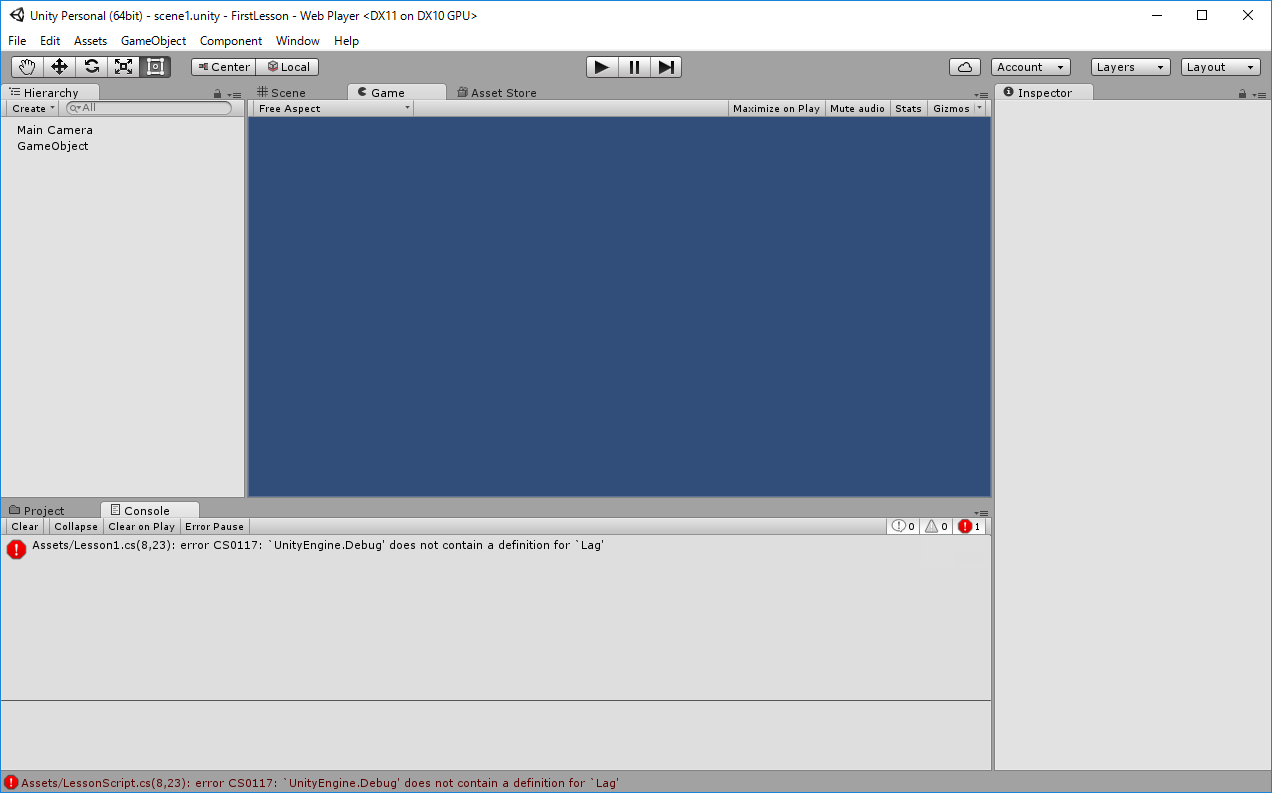 Unity Personal (64bit) - scene1.unity - FirstLesson - Web Player <DX11 on DX10 GPU>
File Edit Assets GameObject Component Window Help
Center Local Account Layers Layout
Hierarchy Scene Game Asset Store Inspector
Create All Free Aspect Maximize on Play Mute audio Stats Gizmos
Main Camera
GameObject
Project Console
Clear Collapse Clear on Play Error Pause 0 0 1
Assets/Lesson1.cs(8,23): error CS0117: `UnityEngine.Debug' does not contain a definition for `Lag'
Assets/LessonScript.cs(8,23): error CS0117: `UnityEngine.Debug' does not contain a definition for `Lag'